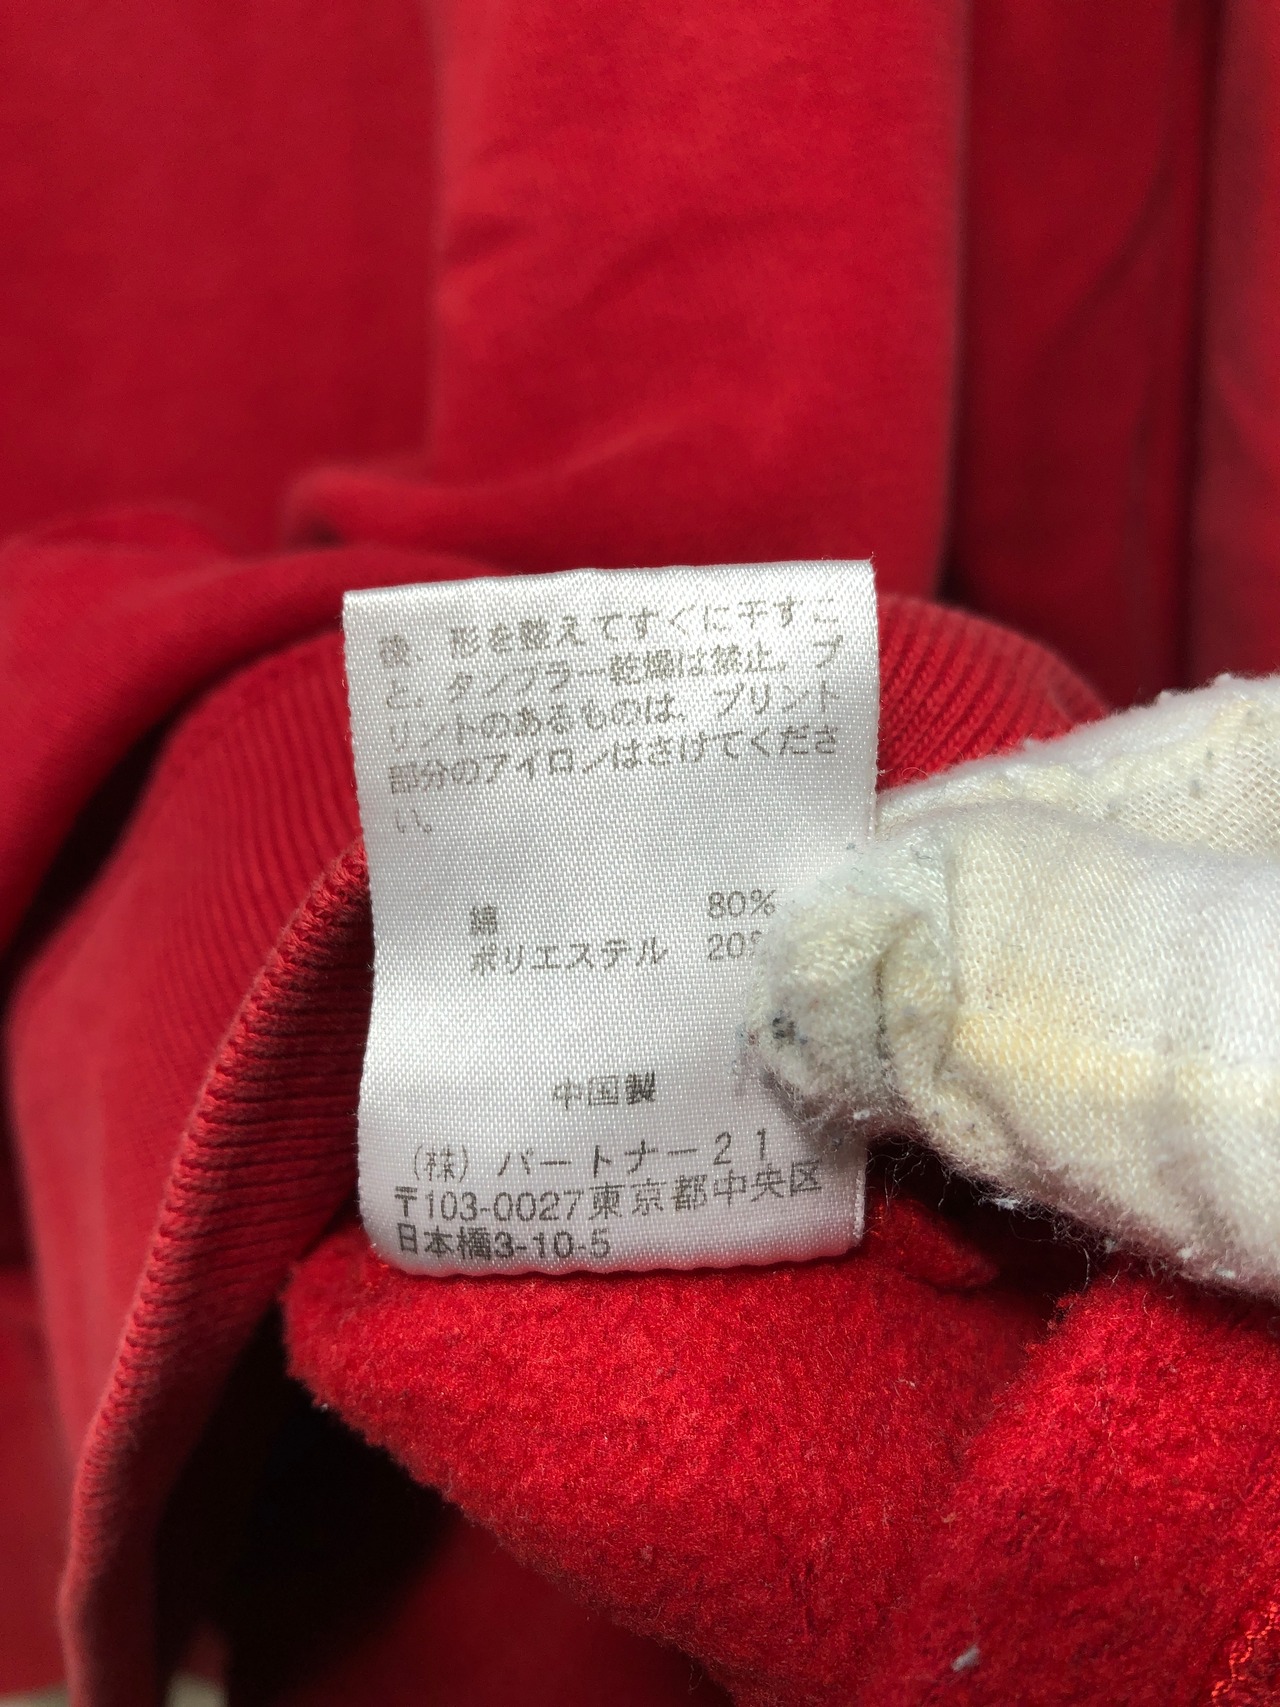 後 形を整えてすぐに干すこ
と。タンブラー乾燥は禁止。プ
リントのあるものは、プリント
部分のアイロンはさけてくださ
い。
綿 80%
ポリエステル 20%
中国製
(株) パートナー21
〒103-0027東京都中央区
日本橋3-10-5